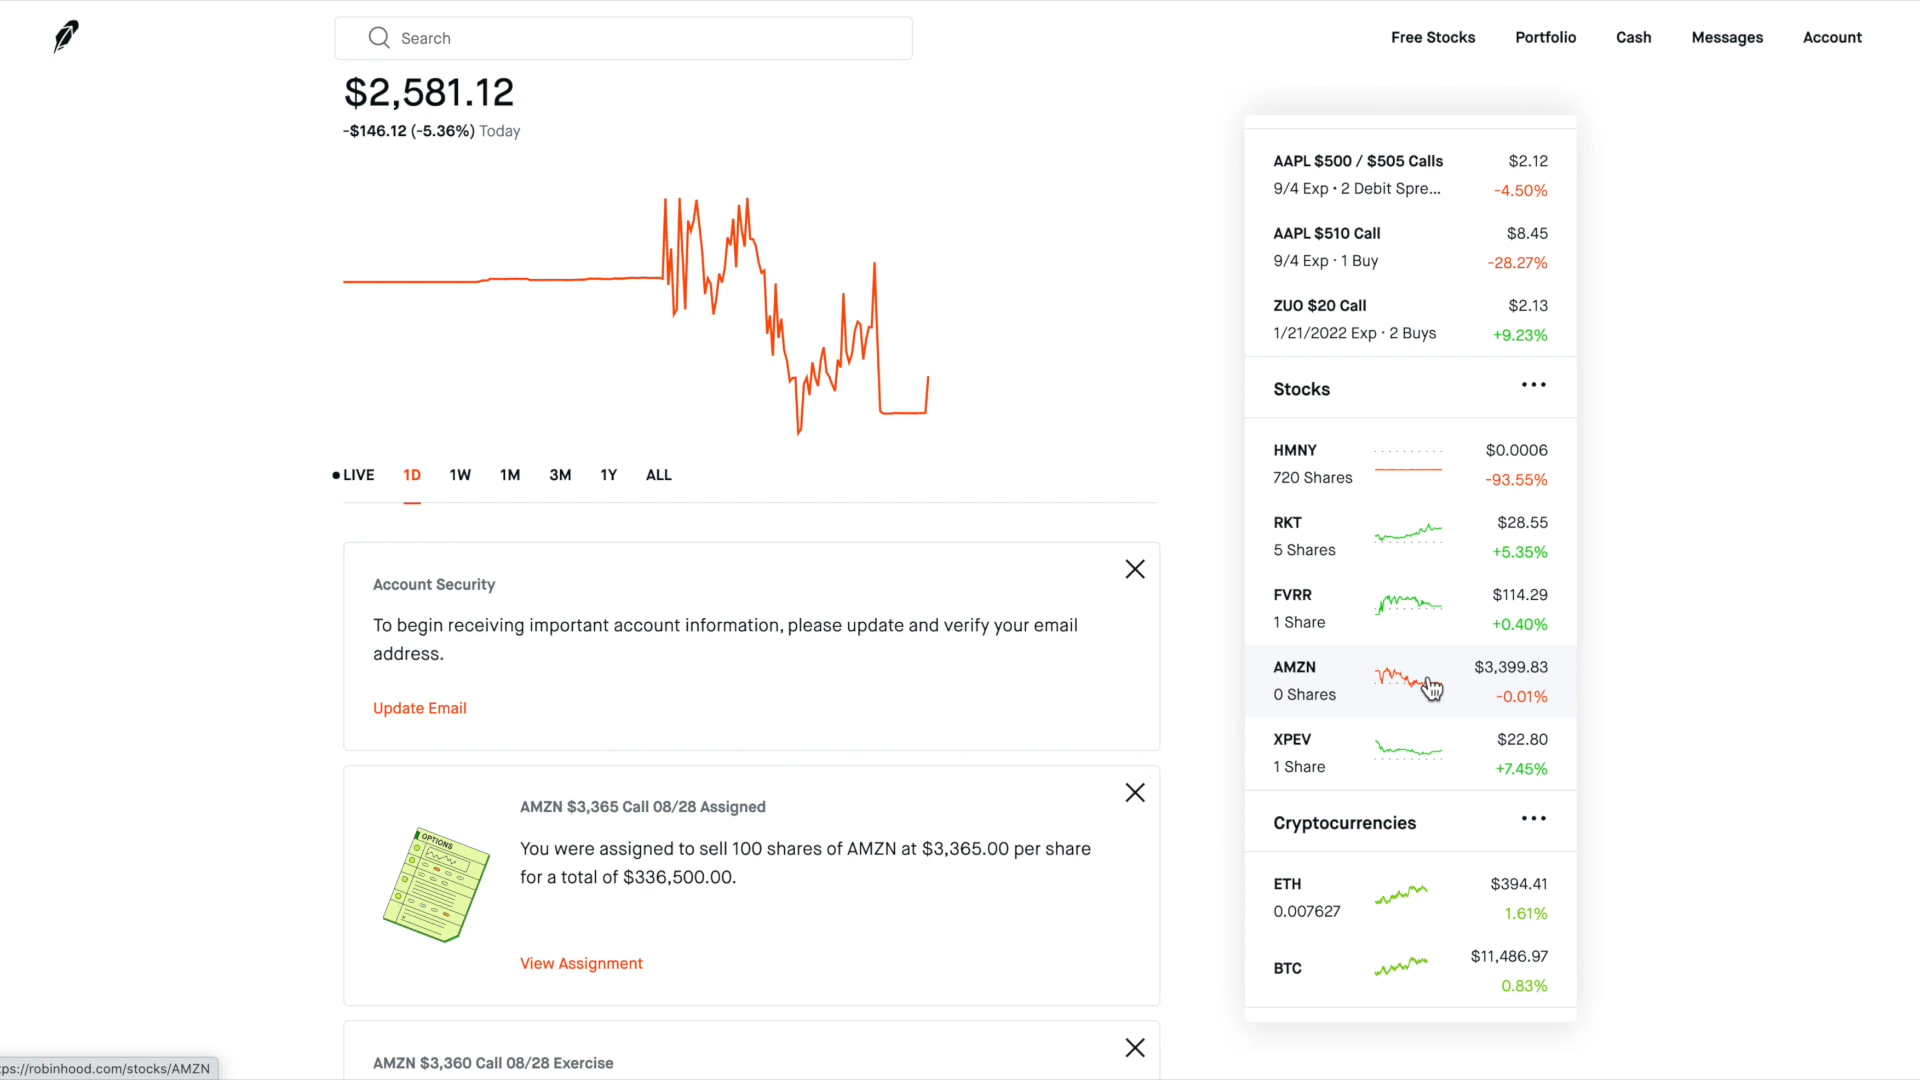 Search
Free Stocks
Portfolio
Cash
Messages
Account
$2,581.12
-$146.12 (-5.36%) Today
LIVE 1D 1W 1M 3M 1Y ALL
Account Security
To begin receiving important account information, please update and verify your email
address.
Update Email
AMZN $3,365 Call 08/28 Assigned
You were assigned to sell 100 shares of AMZN at $3,365.00 per share
for a total of $336,500.00.
View Assignment
OPTIONS
AMZN $3,360 Call 08/28 Exercise
AAPL $500 / $505 Calls $2.12
9/4 Exp • 2 Debit Spre... -4.50%
AAPL $510 Call $8.45
9/4 Exp · 1 Buy -28.27%
ZUO $20 Call $2.13
1/21/2022 Exp · 2 Buys +9.23%
Stocks
HMNY $0.0006
720 Shares -93.55%
RKT $28.55
5 Shares +5.35%
FVRR $114.29
1 Share +0.40%
AMZN $3,399.83
0 Shares -0.01%
XPEV $22.80
1 Share +7.45%
Cryptocurrencies
ETH $394.41
0.007627 1.61%
BTC $11,486.97
0.83%
tps://robinhood.com/stocks/AMZN